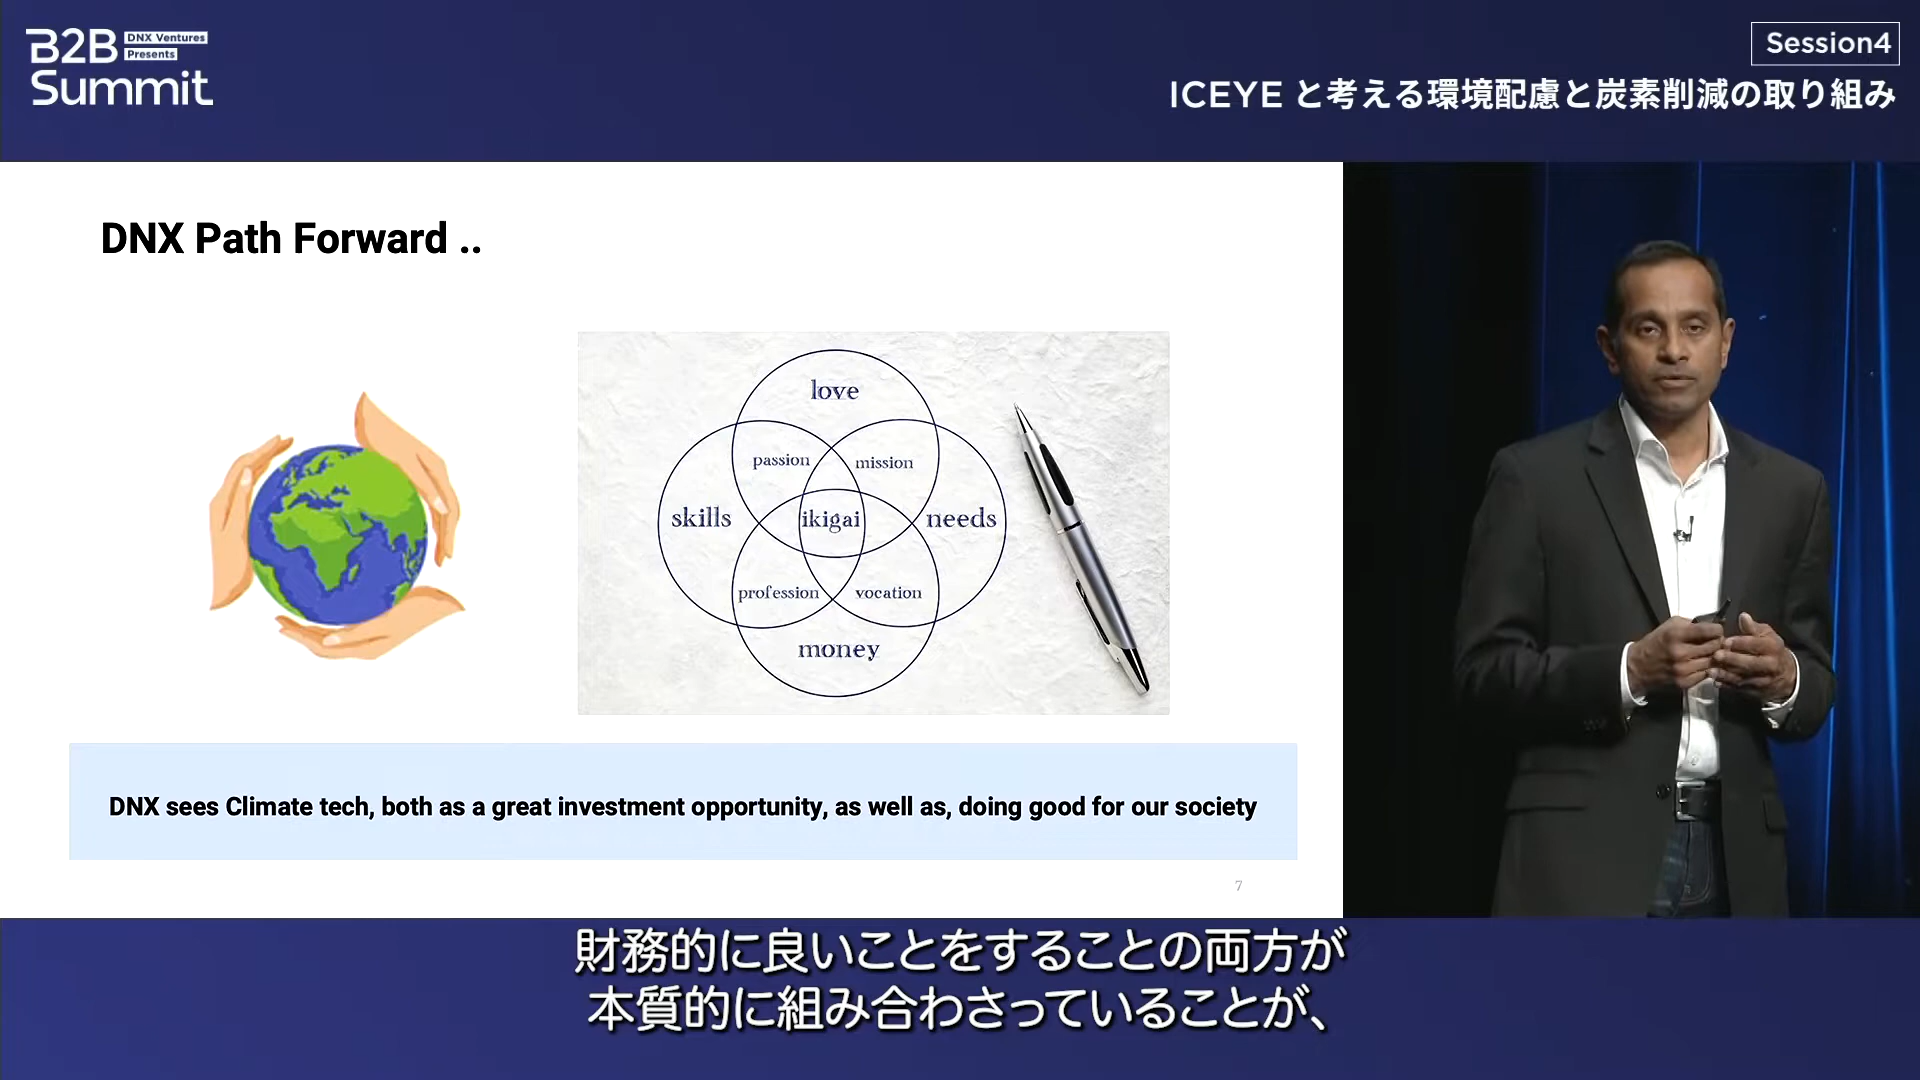 B2B
DNX Ventures
Presents
Summit
Session4
ICEYE と考える環境配慮と炭素削減の取り組み
DNX Path Forward ..
love
passion
mission
skills
ikigai
needs
profession
vocation
money
DNX sees Climate tech, both as a great investment opportunity, as well as, doing good for our society
7
財務的に良いことをすることの両方が
本質的に組み合わさっていることが、